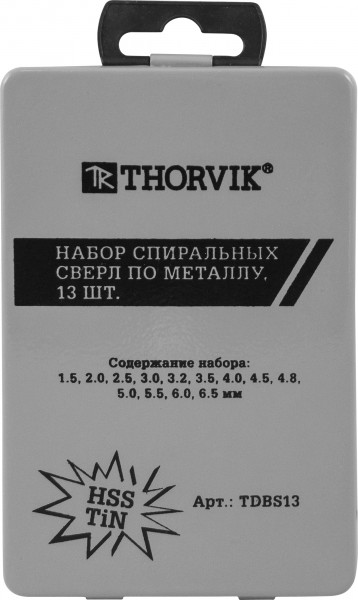 TR THORVIK®
НАБОР СПИРАЛЬНЫХ
СВЕРЛ ПО МЕТАЛЛУ,
13 ШТ.
Содержание набора:
1.5, 2.0, 2.5, 3.0, 3.2, 3.5, 4.0, 4.5, 4.8,
5.0, 5.5, 6.0, 6.5 мм
HSS
TiN
Арт.: TDBS13